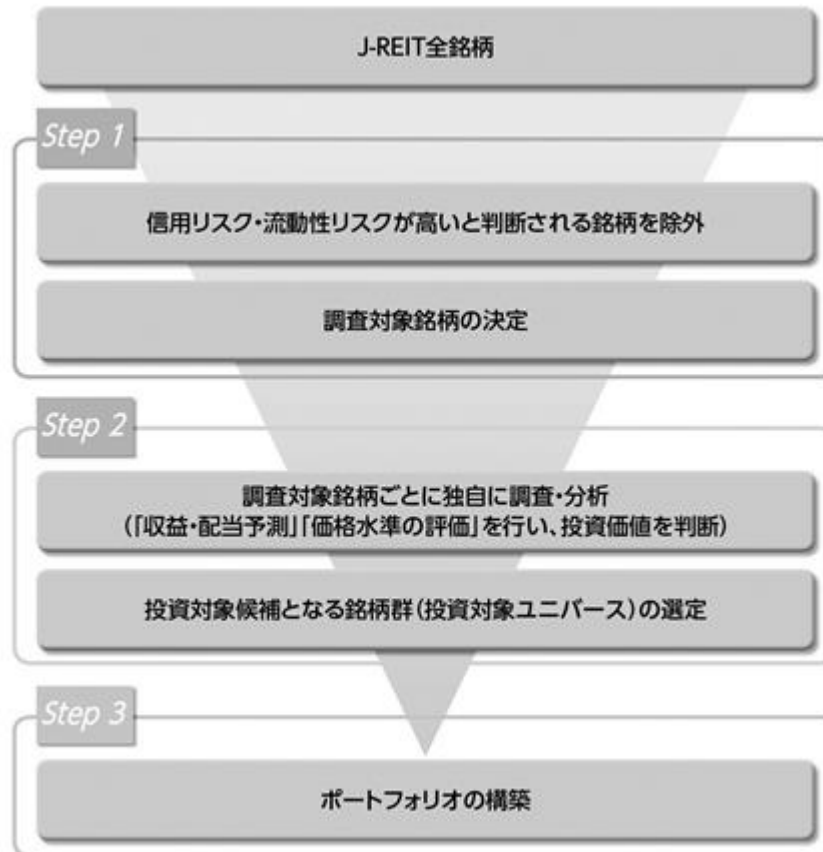 J-REIT全銘柄
Step 1
信用リスク・流動性リスクが高いと判断される銘柄を除外
調査対象銘柄の決定
Step 2
調査対象銘柄ごとに独自に調査・分析
(「収益・配当予測」「価格水準の評価」を行い、投資価値を判断)
投資対象候補となる銘柄群(投資対象ユニバース)の選定
Step 3
ポートフォリオの構築